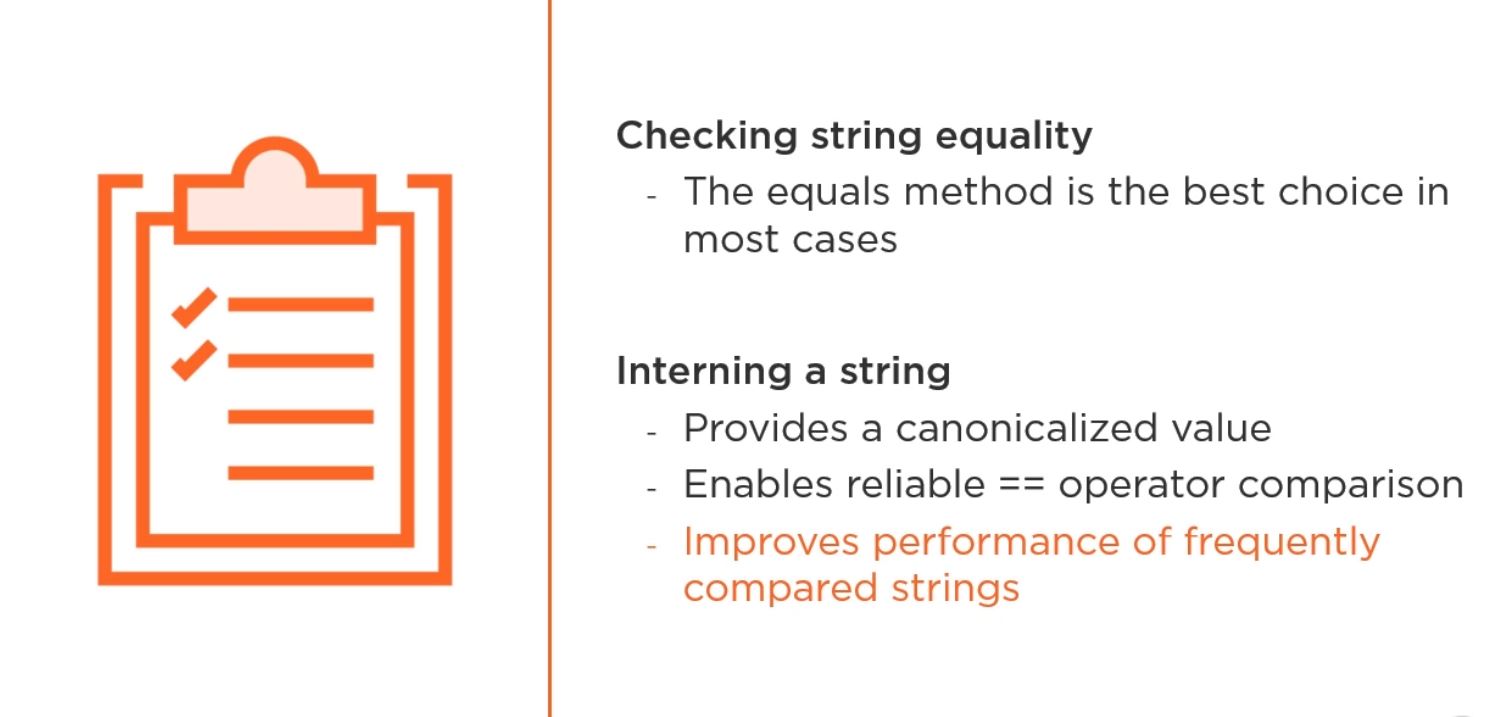 Checking string equality
- The equals method is the best choice in
most cases
Interning a string
- Provides a canonicalized value
- Enables reliable == operator comparison
- Improves performance of frequently
compared strings